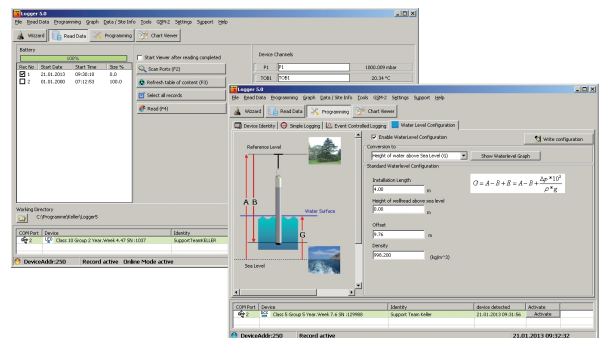 Logger 5.0
File Read Data Programming Graph Data / Site Info Tools GSM-2 Settings Support Help
Wizzard Read Data Programming Chart Viewer
Battery
100%
Rec No Start Date Start Time Size %
1 21.01.2013 09:30:10 0.0
2 01.01.2000 07:12:53 100.0
Start Viewer after reading completed
Scan Ports (F2)
Refresh table of content (F3)
Select all records
Read (F4)
Device Channels
P1 P1 1000.009 mbar
TOB1 TOB1 20.34 °C
Working Directory
C:\Programme\Keller\Logger5
COM Port Device Identity
2 Class 10 Group 2 Year.Week 4.47 SN :1037 SupportTeamKELLER
DeviceAddr:250 Record active Online Mode active
Logger 5.0
File Read Data Programming Graph Data / Site Info Tools GSM-2 Settings Support Help
Wizzard Read Data Programming Chart Viewer
Device Identity Simple Logging Event Controlled Logging Water Level Configuration
Reference Level
A B
Water Surface
G
Sea Level
Enable WaterLevel Configuration
Write configuration
Conversion to
Height of water above Sea Level (G)
Show Waterlevel Graph
Standard Waterlevel Configuration
Installation Length
4.00 m
G = A − B + E = A − B + Δp * 10⁵ / ρ * g
Height of wellhead above sea level
0.00 m
Offset
9.76 m
Density
998.200 (kg/m^3)
COM Port Device Identity device detected Activate
2 Class 5 Group 5 Year.Week 7.6 SN :129988 Support Team Keller 21.01.2013 09:31:56 Activate
DeviceAddr:250 Record active 21.01.2013 09:32:32